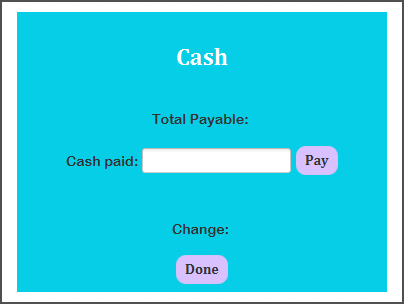 Cash
Total Payable:
Cash paid: Pay
Change:
Done